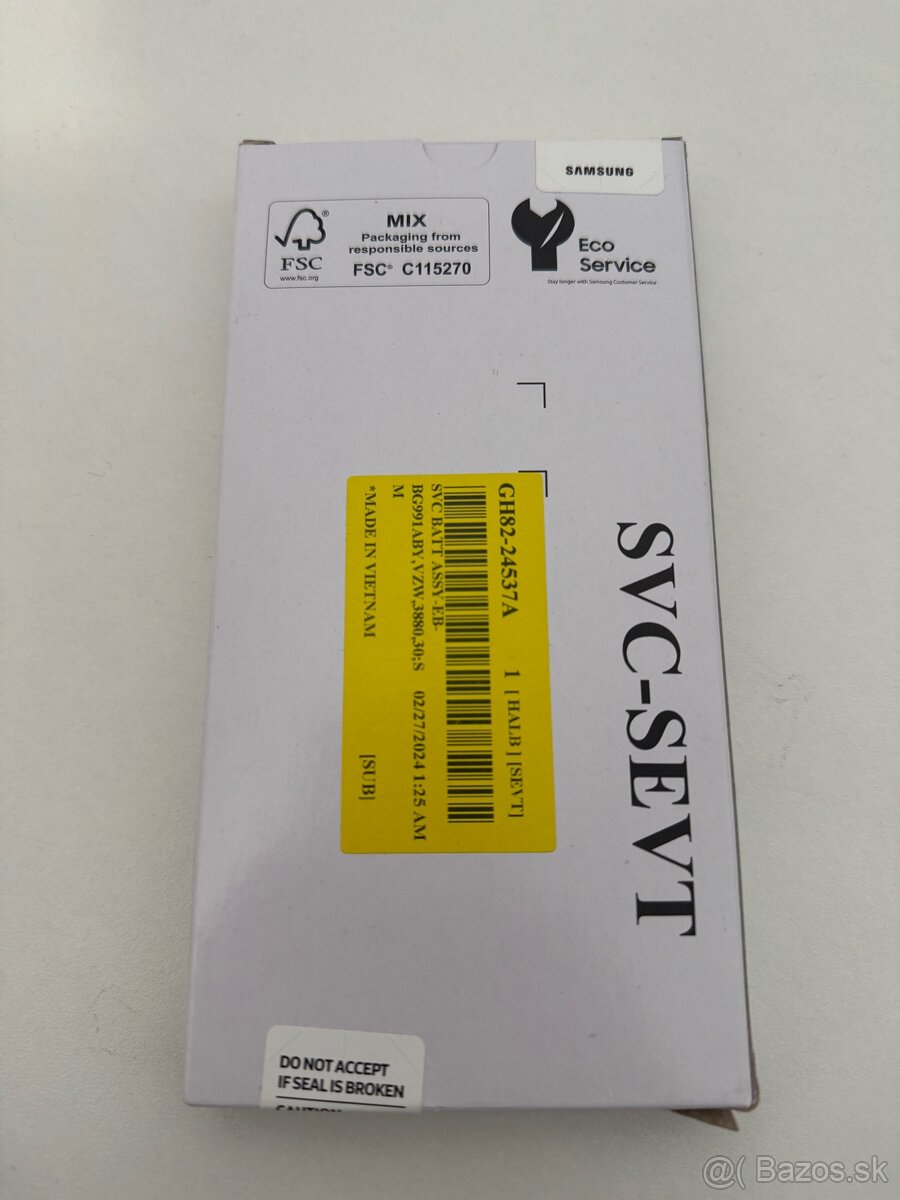 SAMSUNG
FSC
®
www.fsc.org
MIX
Packaging from
responsible sources
FSC® C115270
Eco
Service
Stay longer with Samsung Customer Service
SVC-SEVT
GH82-24537A 1 [HALB] [SEVT]
SVC BATT ASSY-EB-
BG991ABY,VZW,3880,30;S 02/27/2024 1:25 AM
M
*MADE IN VIETNAM [SUB]
DO NOT ACCEPT
IF SEAL IS BROKEN
CAUTION
@( Bazos.sk